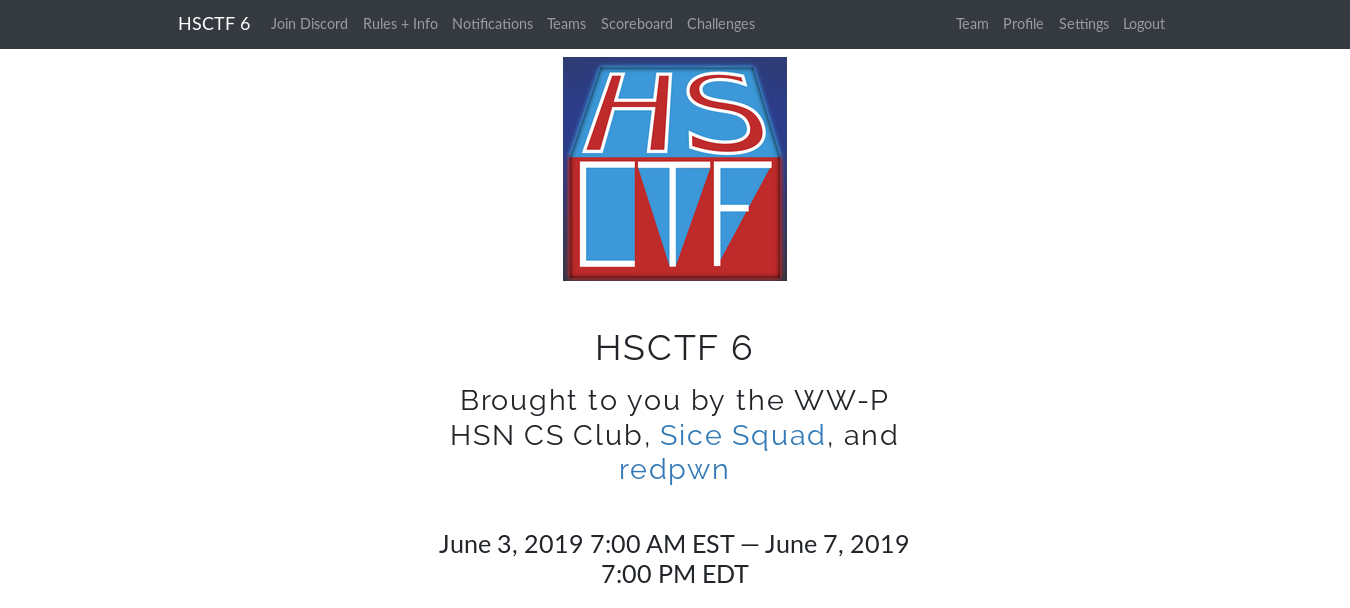 HSCTF 6 Join Discord Rules + Info Notifications Teams Scoreboard Challenges Team Profile Settings Logout
HS
CTF
HSCTF 6
Brought to you by the WW-P
HSN CS Club, Sice Squad, and
redpwn
June 3, 2019 7:00 AM EST — June 7, 2019
7:00 PM EDT